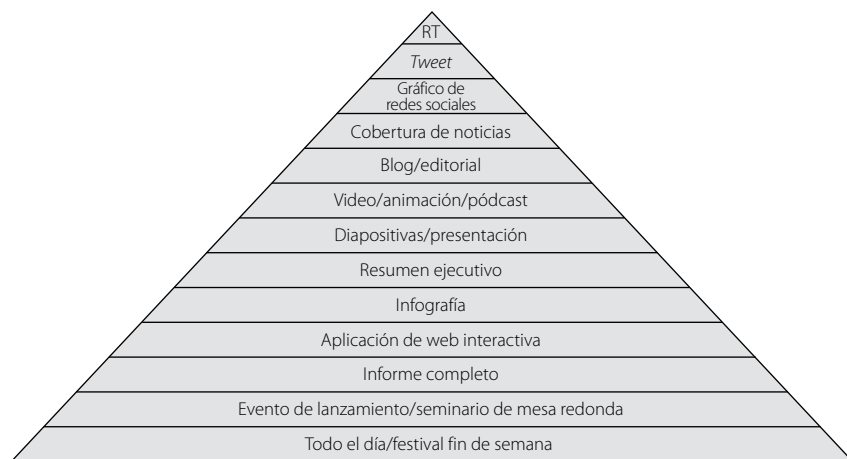 RT
Tweet
Gráfico de
redes sociales
Cobertura de noticias
Blog/editorial
Video/animación/pódcast
Diapositivas/presentación
Resumen ejecutivo
Infografía
Aplicación de web interactiva
Informe completo
Evento de lanzamiento/seminario de mesa redonda
Todo el día/festival fin de semana